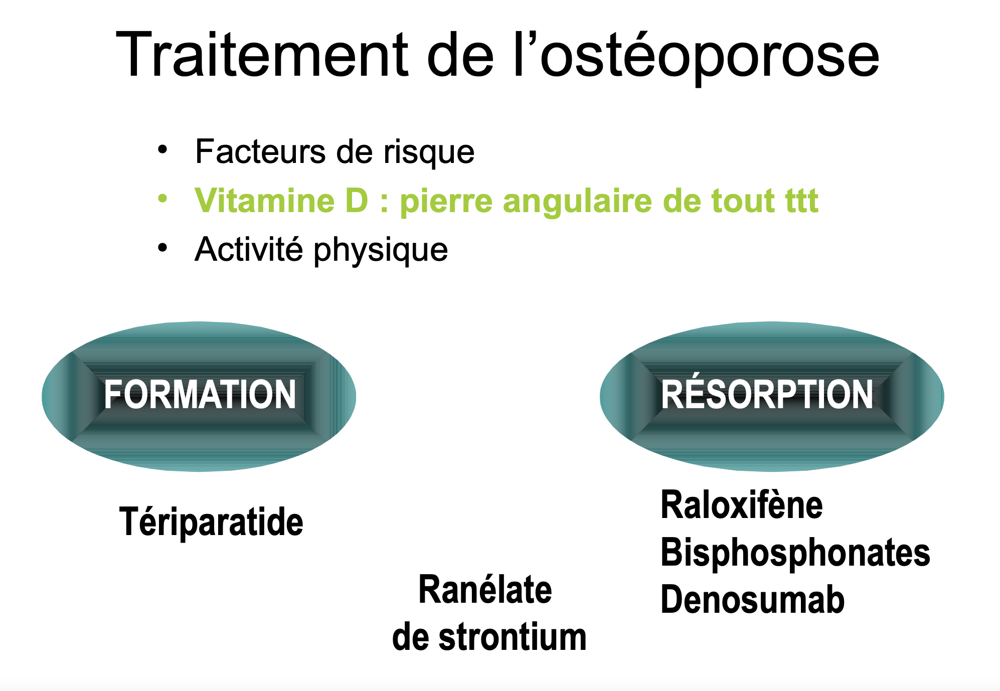 Traitement de l’ostéoporose
• Facteurs de risque
• Vitamine D : pierre angulaire de tout ttt
• Activité physique
FORMATION
Tériparatide
Ranélate
de strontium
RÉSORPTION
Raloxifène
Bisphosphonates
Denosumab